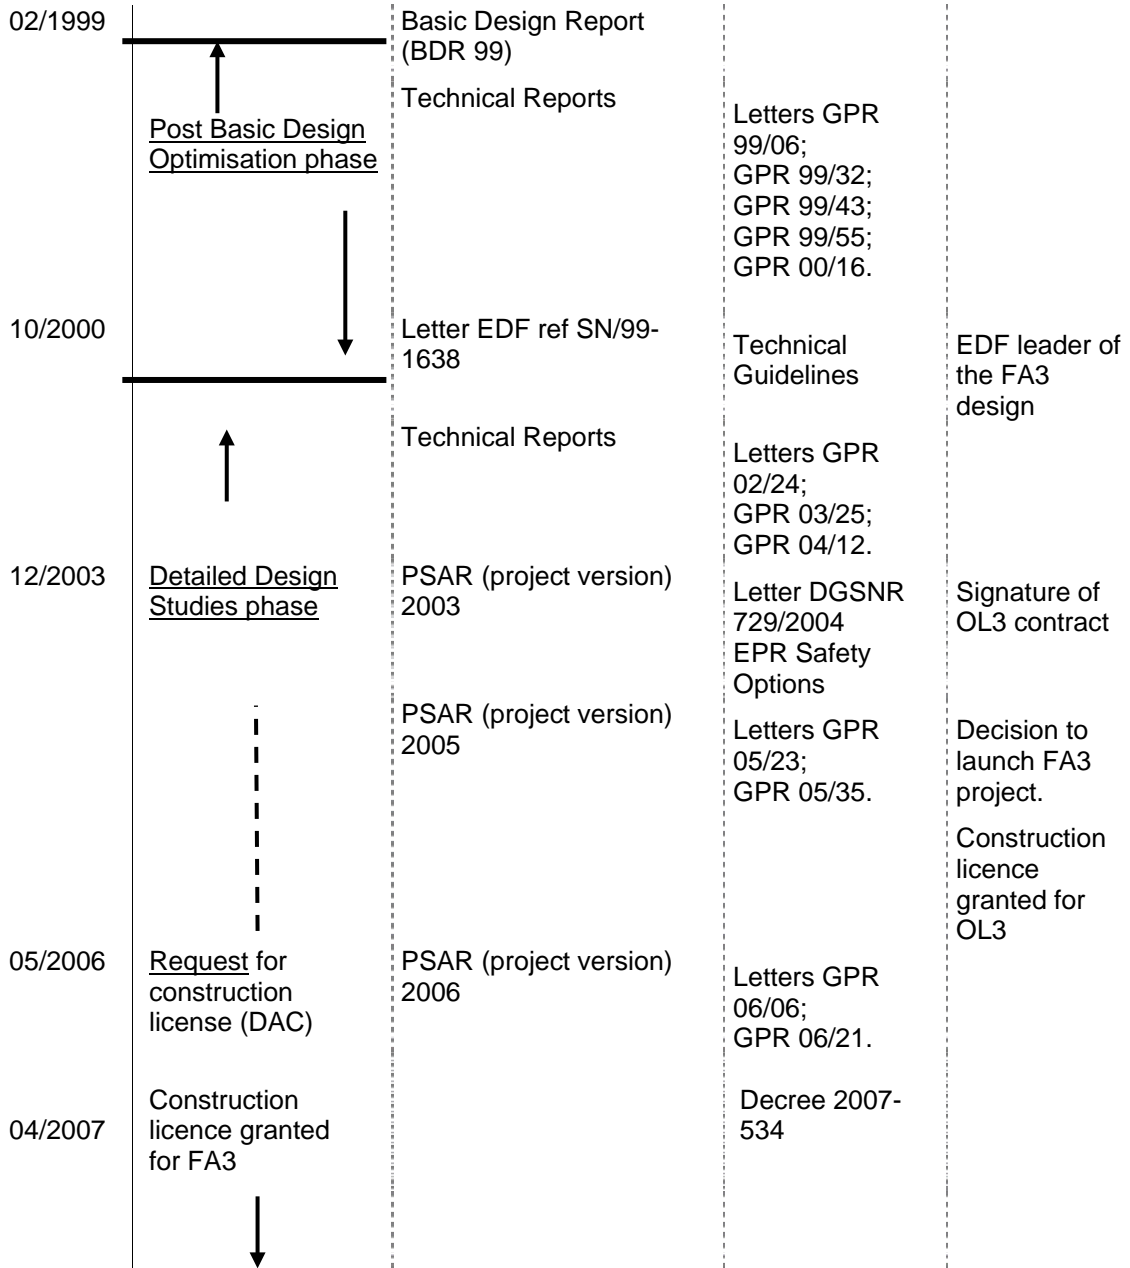 02/1999
Basic Design Report
(BDR 99)
Technical Reports
Post Basic Design
Optimisation phase
Letters GPR
99/06;
GPR 99/32;
GPR 99/43;
GPR 99/55;
GPR 00/16.
10/2000
Letter EDF ref SN/99-
1638
Technical
Guidelines
EDF leader of
the FA3
design
Technical Reports
Letters GPR
02/24;
GPR 03/25;
GPR 04/12.
12/2003
Detailed Design
Studies phase
PSAR (project version)
2003
Letter DGSNR
729/2004
EPR Safety
Options
Signature of
OL3 contract
PSAR (project version)
2005
Letters GPR
05/23;
GPR 05/35.
Decision to
launch FA3
project.
Construction
licence
granted for
OL3
05/2006
Request for
construction
license (DAC)
PSAR (project version)
2006
Letters GPR
06/06;
GPR 06/21.
04/2007
Construction
licence granted
for FA3
Decree 2007-
534